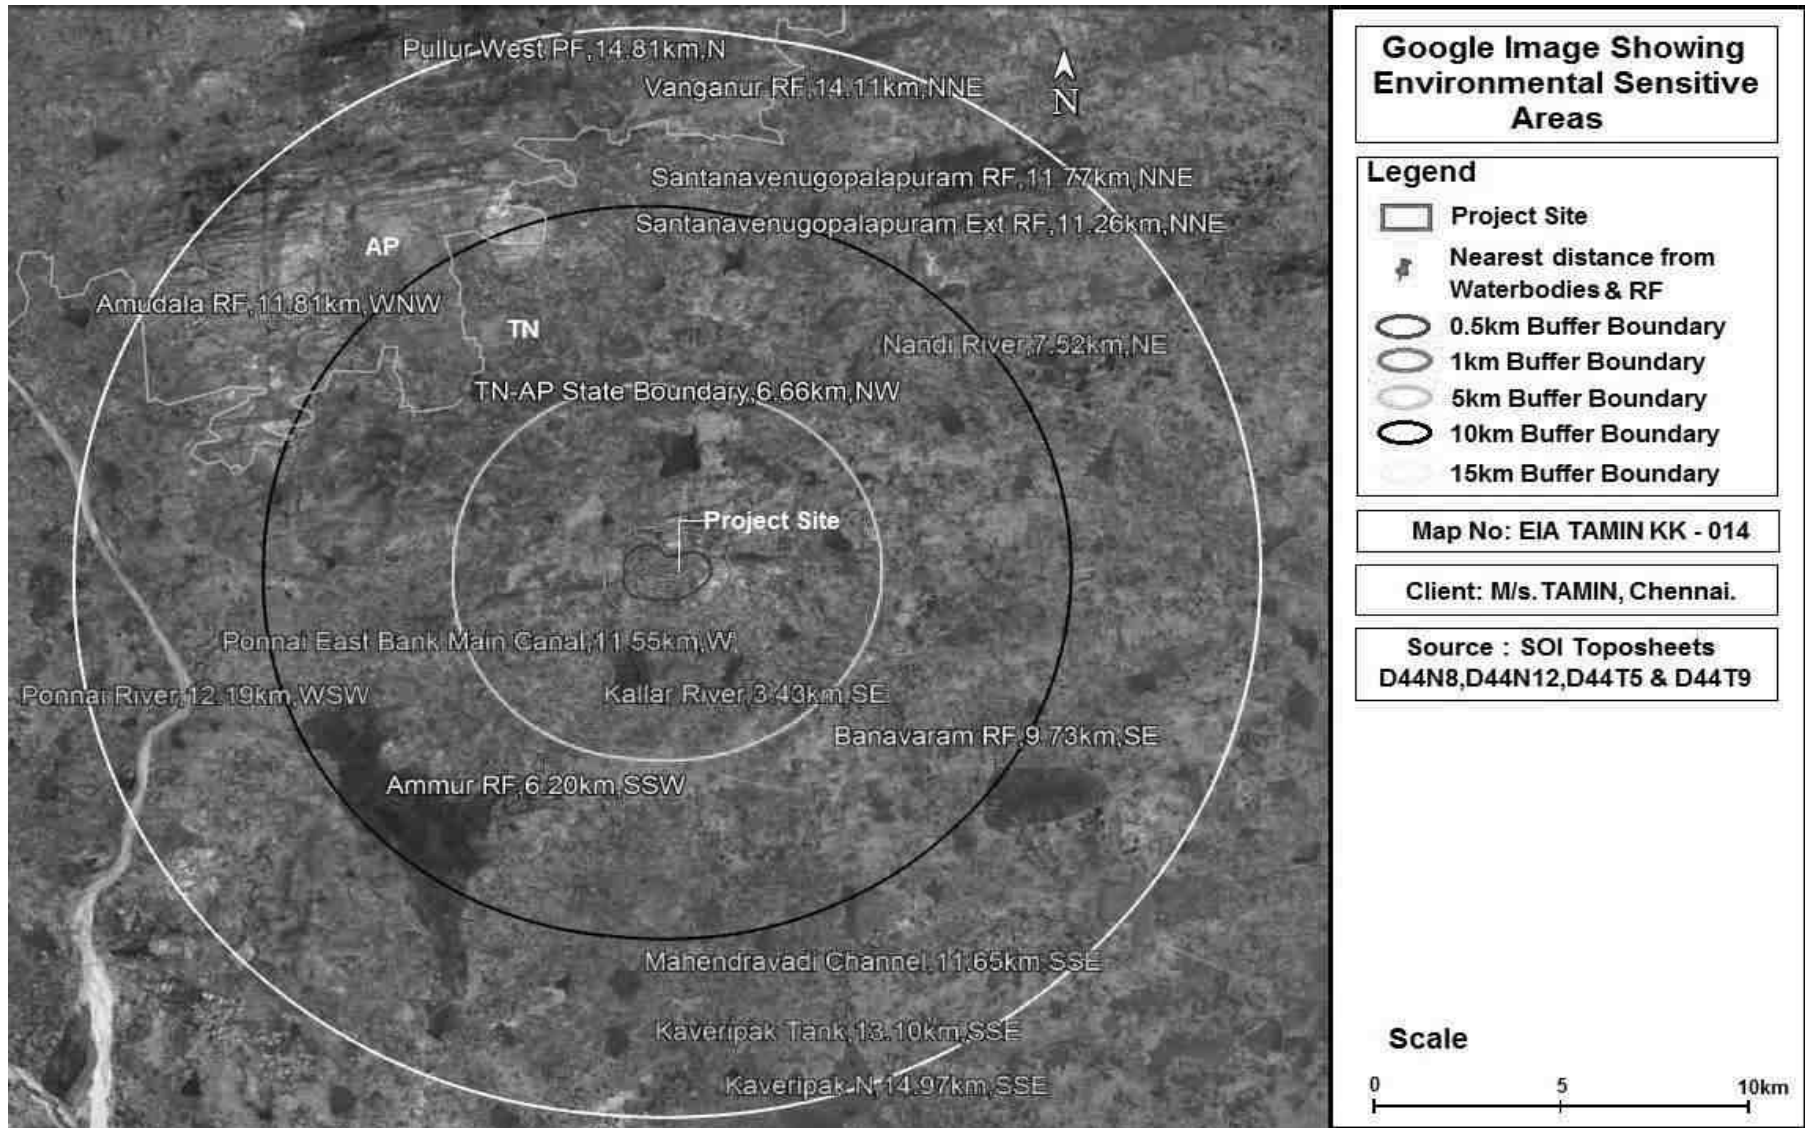 Pullur West PF,14.81km,N
Vanganur RF,14.11km,NNE
N
Santanavenugopalapuram RF,11.77km,NNE
Santanavenugopalapuram Ext RF,11.26km,NNE
AP
Amudala RF,11.81km,WNW
TN
Nandi River,7.52km,NE
TN-AP State Boundary,6.66km,NW
Project Site
Ponnai East Bank Main Canal,11.55km,W,
Ponnai River,12.19km,WSW
Kallar River,3.43km,SE
Banavaram RF,9.73km,SE
Ammur RF,6.20km,SSW
Mahendravadi Channel,11.65km,SSE
Kaveripak Tank,13.10km,SSE
Kaveripak N,14.97km,SSE
Google Image Showing
Environmental Sensitive
Areas
Legend
Project Site
Nearest distance from
Waterbodies & RF
0.5km Buffer Boundary
1km Buffer Boundary
5km Buffer Boundary
10km Buffer Boundary
15km Buffer Boundary
Map No: EIA TAMIN KK - 014
Client: M/s. TAMIN, Chennai.
Source : SOI Toposheets
D44N8,D44N12,D44T5 & D44T9
Scale
0 5 10km